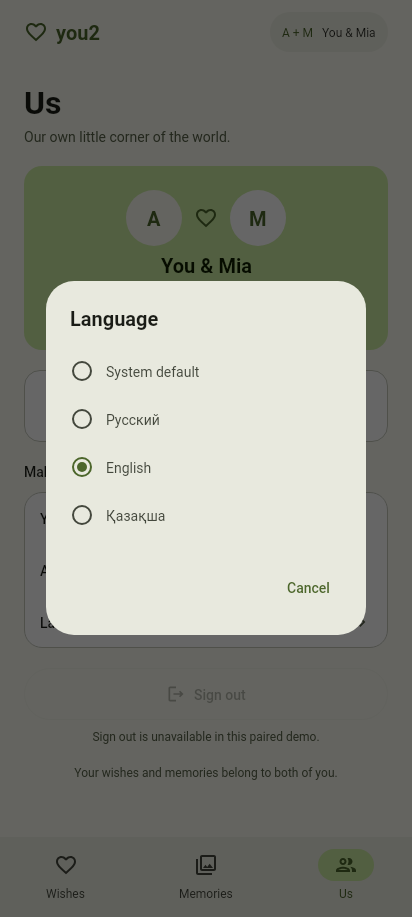 you2
A + M You & Mia
Us
Our own little corner of the world.
A
M
You & Mia
Language
System default
Русский
English
Қазақша
Cancel
Sign out
Sign out is unavailable in this paired demo.
Your wishes and memories belong to both of you.
Wishes
Memories
Us